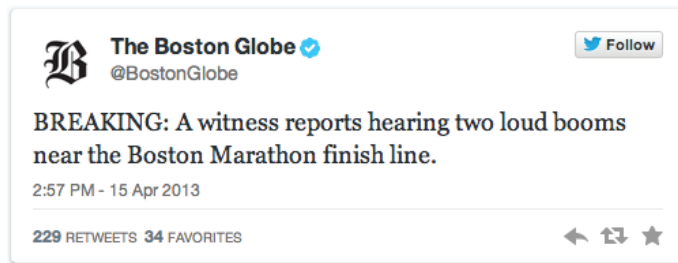 The Boston Globe
@BostonGlobe
Follow
BREAKING: A witness reports hearing two loud booms
near the Boston Marathon finish line.
2:57 PM - 15 Apr 2013
229 RETWEETS 34 FAVORITES